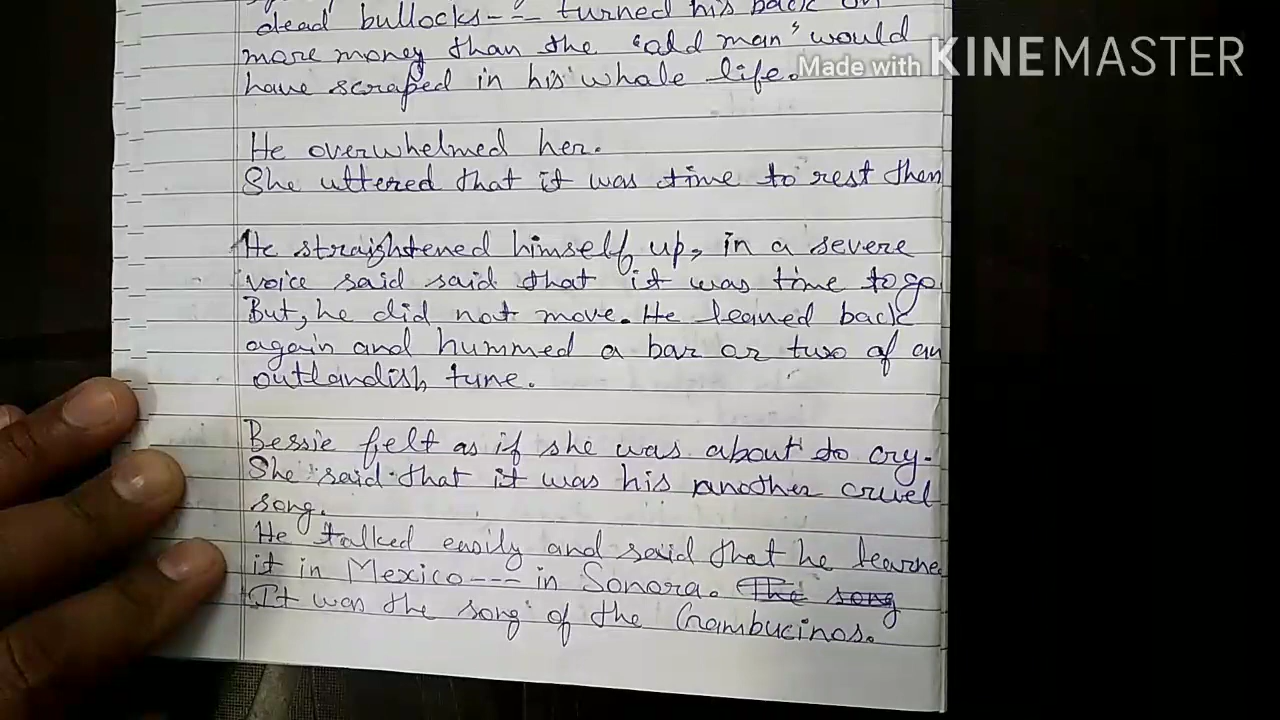 dead bullocks--- turned his back on
more money than the "old man" would
have scraped in his whole life.
Made with KINEMASTER
He overwhelmed her.
She uttered that it was time to rest then
He straightened himself up, in a severe
voice said said that it was time to go
But, he did not move. He leaned back
again and hummed a bar or two of an
outlandish tune.
Bessie felt as if she was about to cry.
She said that it was his another cruel
song.
He talked easily and said that he learne
it in Mexico --- in Sonora. The song
It was the song of the Gambucinos.